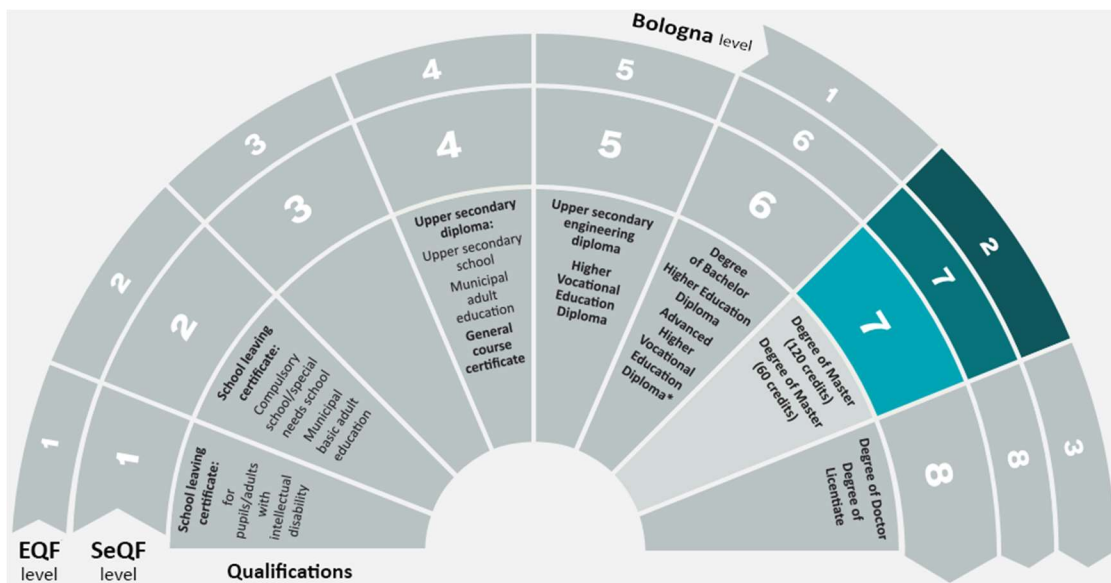 Bologna level
1
2
3
1
2
3
4
5
6
7
8
1
2
3
4
5
6
7
8
School leaving
certificate:
for
pupils/adults
with
intellectual
disability
School leaving
certificate:
Compulsory
school/special
needs school
Municipal
basic adult
education
Upper secondary
diploma:
Upper secondary
school
Municipal
adult
education
General
course
certificate
Upper secondary
engineering
diploma
Higher
Vocational
Education
Diploma
Degree
of Bachelor
Higher Education
Diploma
Advanced
Higher
Vocational
Education
Diploma*
Degree of Master
(120 credits)
Degree of Master
(60 credits)
Degree of Doctor
Degree of
Licentiate
EQF
level
SeQF
level
Qualifications